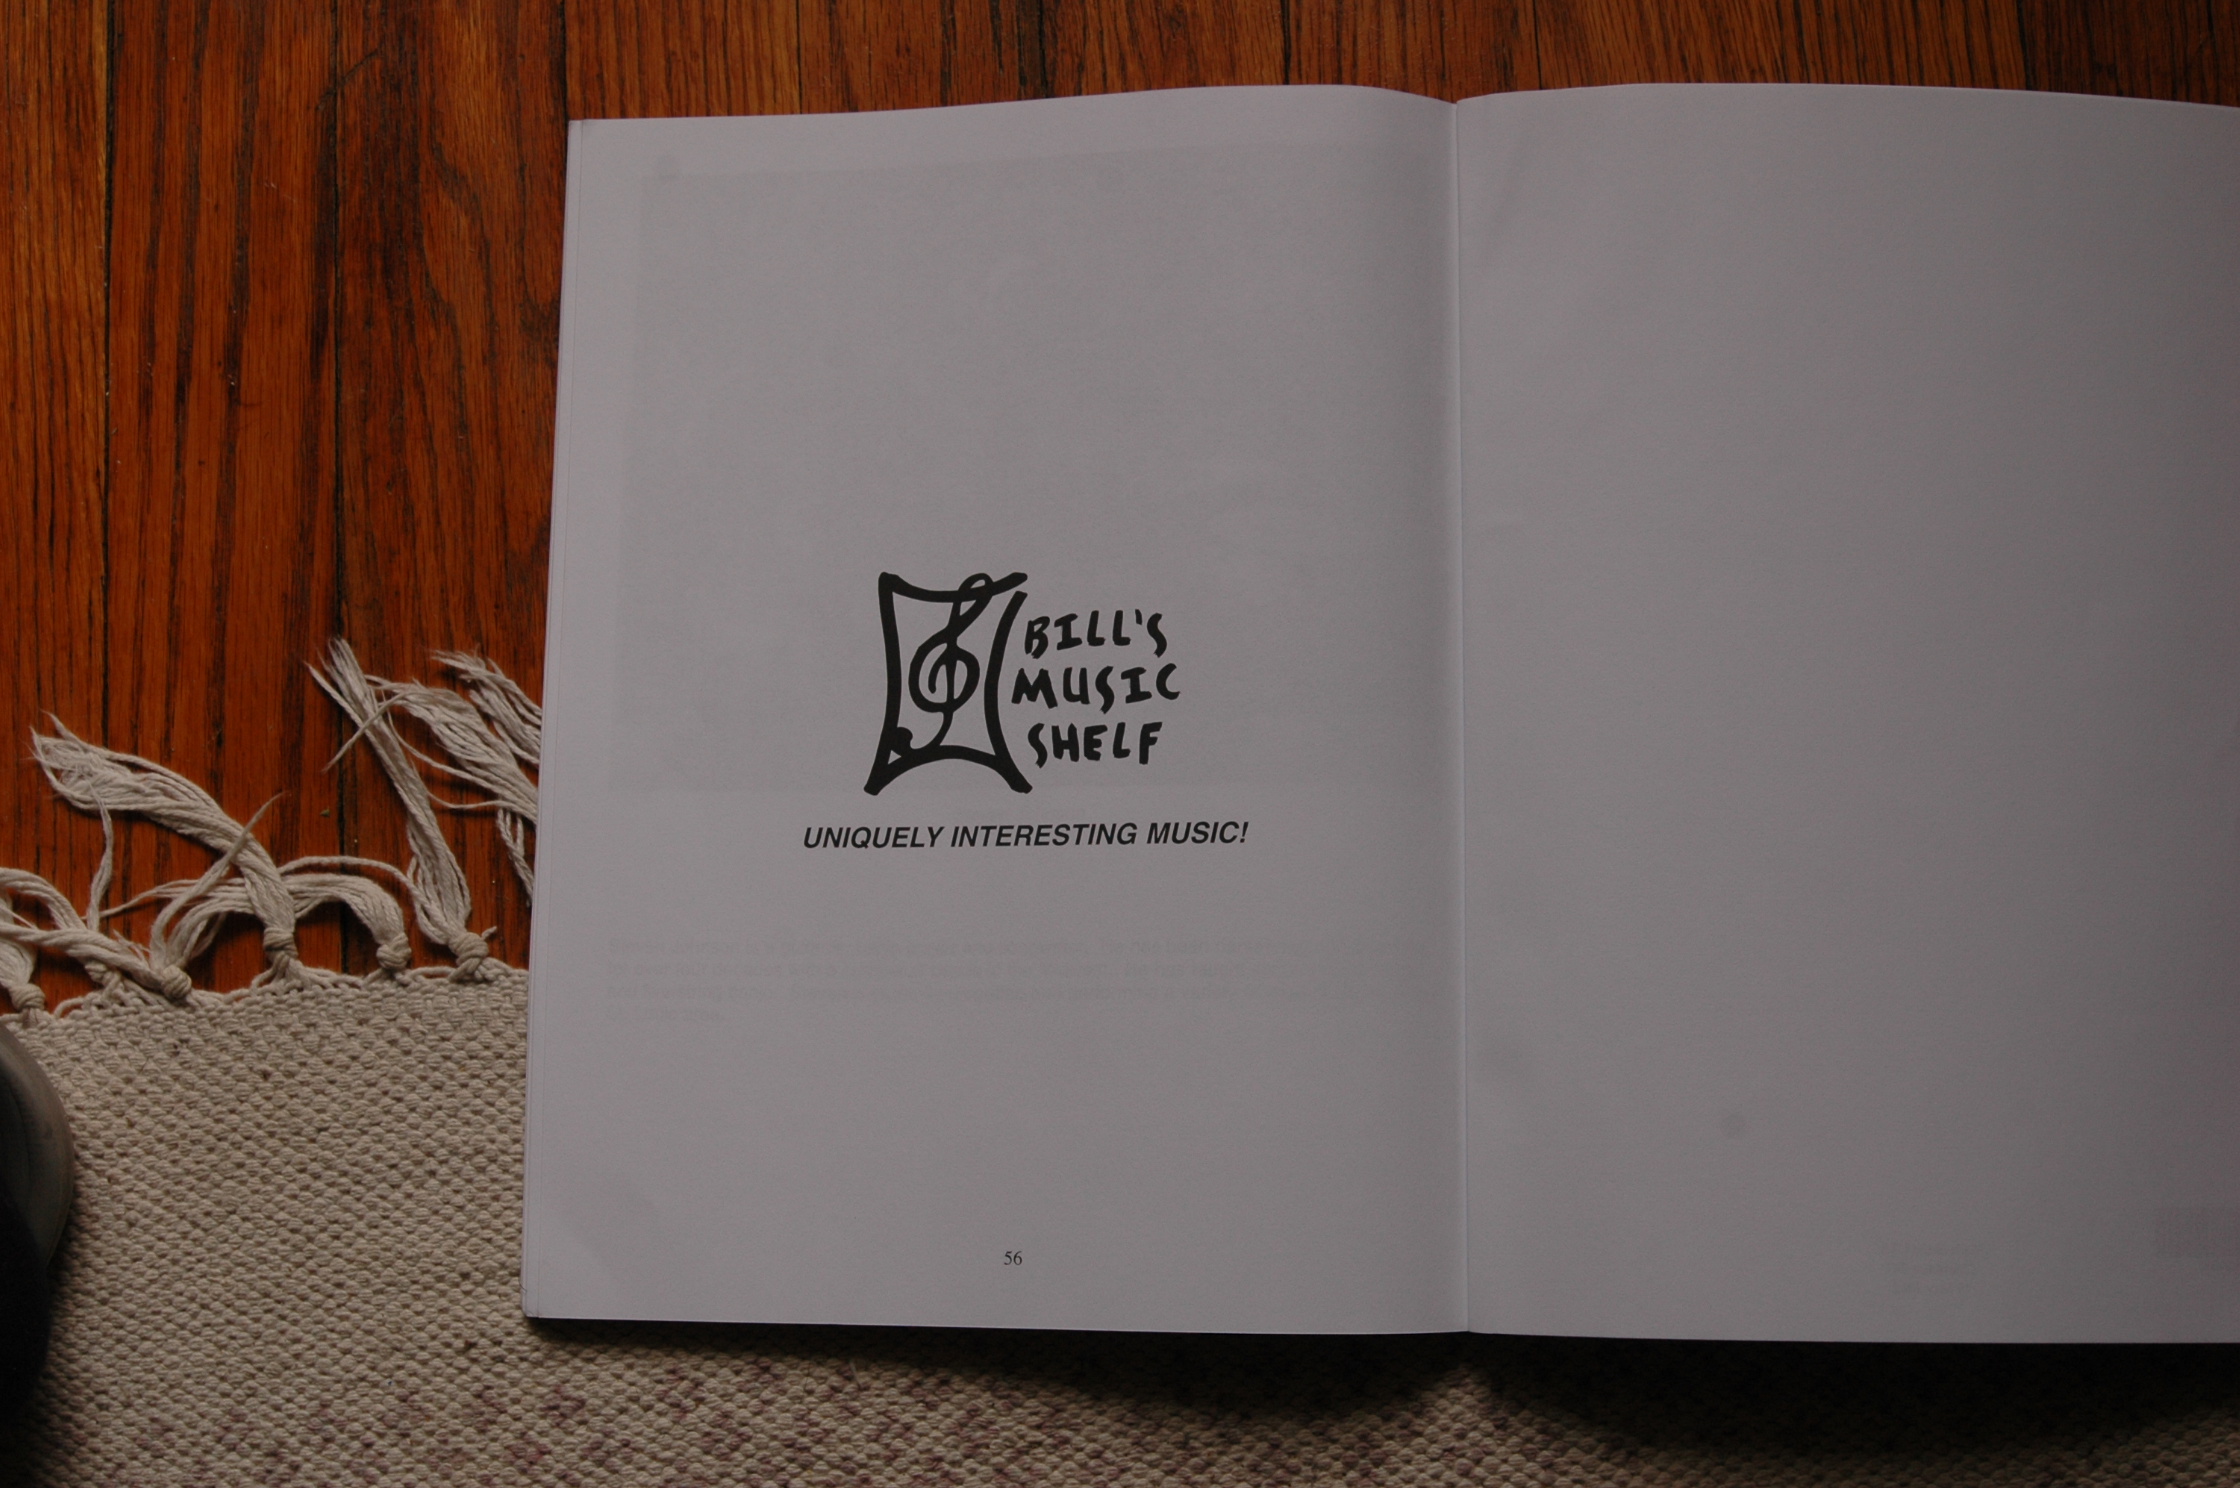 BILL'S
MUSIC
SHELF
UNIQUELY INTERESTING MUSIC!
56